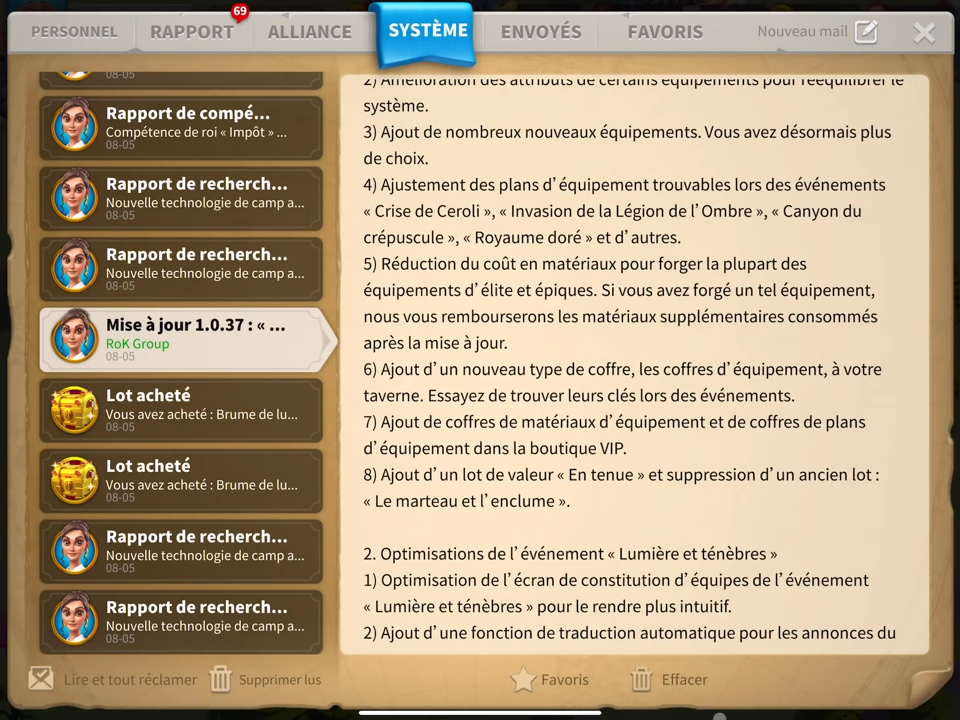 PERSONNEL
RAPPORT
69
ALLIANCE
SYSTÈME
ENVOYÉS
FAVORIS
Nouveau mail
08-05
Rapport de compé...
Compétence de roi « Impôt » ...
08-05
Rapport de recherch...
Nouvelle technologie de camp a...
08-05
Rapport de recherch...
Nouvelle technologie de camp a...
08-05
Mise à jour 1.0.37 : « ...
RoK Group
08-05
Lot acheté
Vous avez acheté : Brume de lu...
08-05
Lot acheté
Vous avez acheté : Brume de lu...
08-05
Rapport de recherch...
Nouvelle technologie de camp a...
08-05
Rapport de recherch...
Nouvelle technologie de camp a...
08-05
2) Amélioration des attributs de certains équipements pour rééquilibrer le
système.
3) Ajout de nombreux nouveaux équipements. Vous avez désormais plus
de choix.
4) Ajustement des plans d’équipement trouvables lors des événements
« Crise de Ceroli », « Invasion de la Légion de l’Ombre », « Canyon du
crépuscule », « Royaume doré » et d’autres.
5) Réduction du coût en matériaux pour forger la plupart des
équipements d’élite et épiques. Si vous avez forgé un tel équipement,
nous vous rembourserons les matériaux supplémentaires consommés
après la mise à jour.
6) Ajout d’un nouveau type de coffre, les coffres d’équipement, à votre
taverne. Essayez de trouver leurs clés lors des événements.
7) Ajout de coffres de matériaux d’équipement et de coffres de plans
d’équipement dans la boutique VIP.
8) Ajout d’un lot de valeur « En tenue » et suppression d’un ancien lot :
« Le marteau et l’enclume ».
2. Optimisations de l’événement « Lumière et ténèbres »
1) Optimisation de l’écran de constitution d’équipes de l’événement
« Lumière et ténèbres » pour le rendre plus intuitif.
2) Ajout d’une fonction de traduction automatique pour les annonces du
Lire et tout réclamer
Supprimer lus
Favoris
Effacer